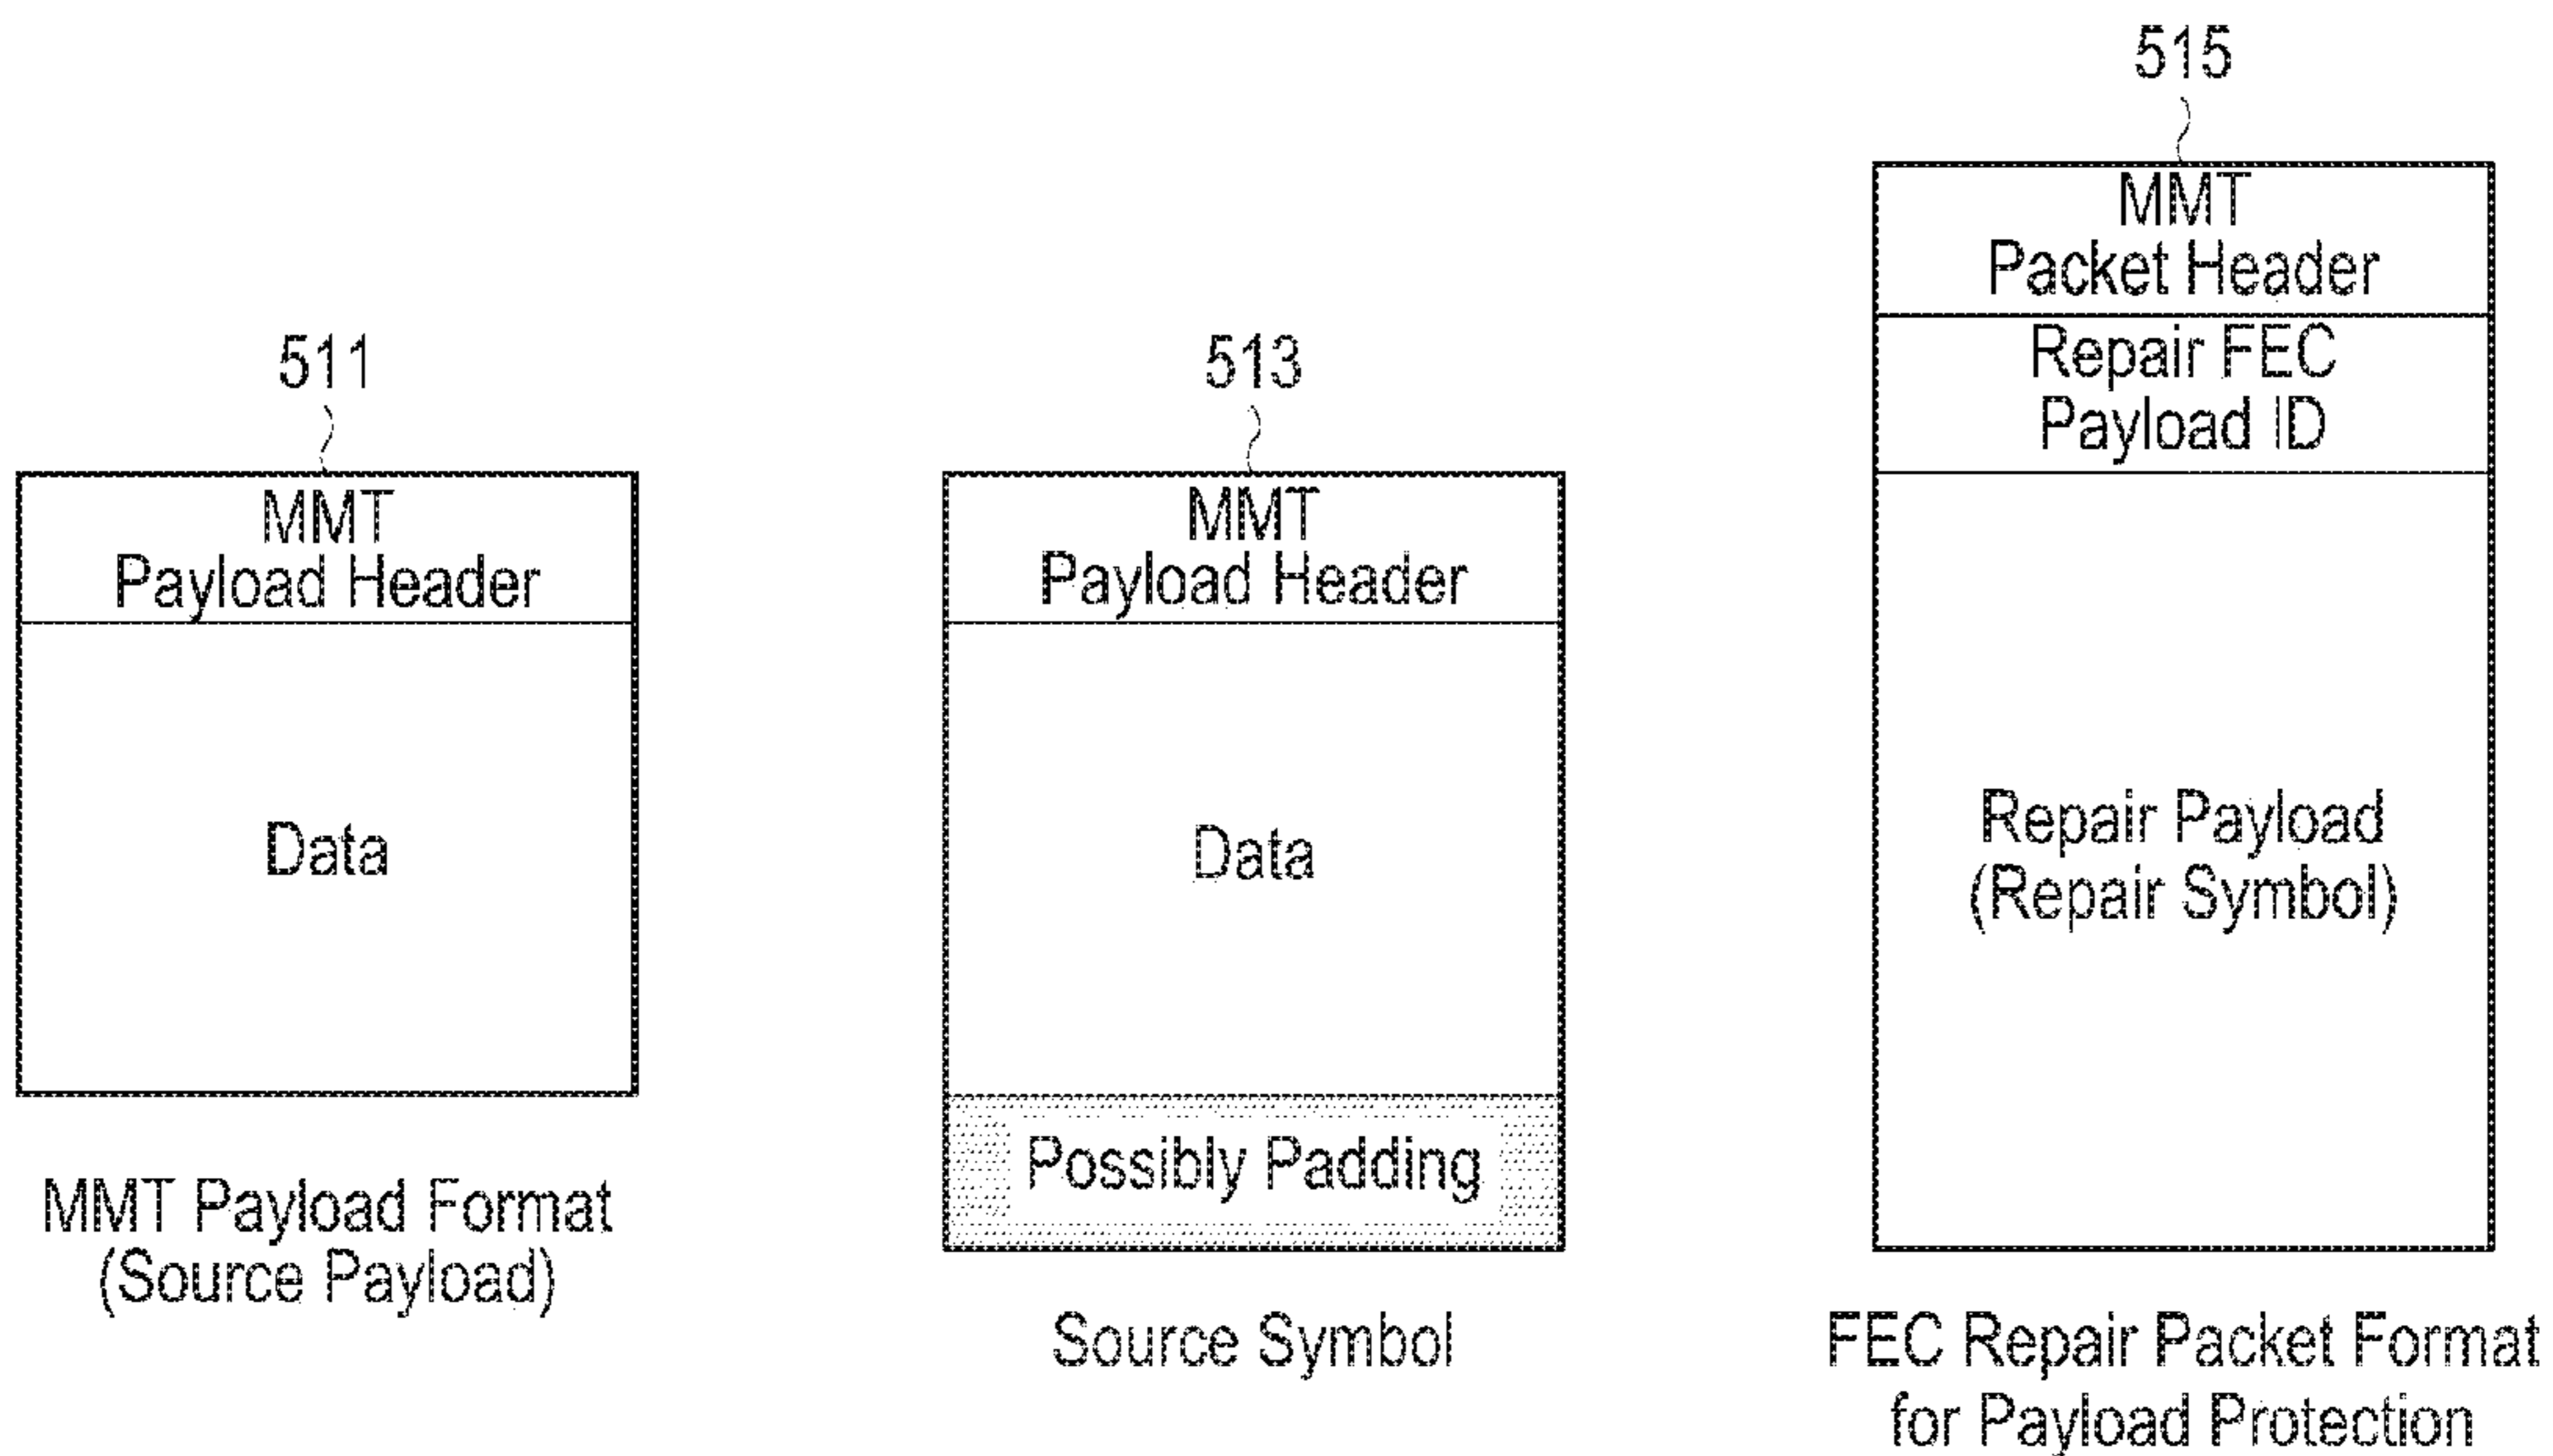 511
MMT
Payload Header
Data
MMT Payload Format
(Source Payload)
513
MMT
Payload Header
Data
Possibly Padding
Source Symbol
515
MMT
Packet Header
Repair FEC
Payload ID
Repair Payload
(Repair Symbol)
FEC Repair Packet Format
for Payload Protection